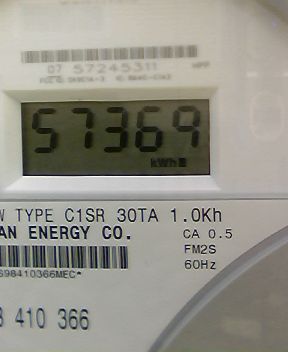 07 57245311
57369
kWh
W TYPE C1SR 30TA 1.0Kh
AN ENERGY CO.
CA 0.5
FM2S
60Hz
98410366MEC*
410 366